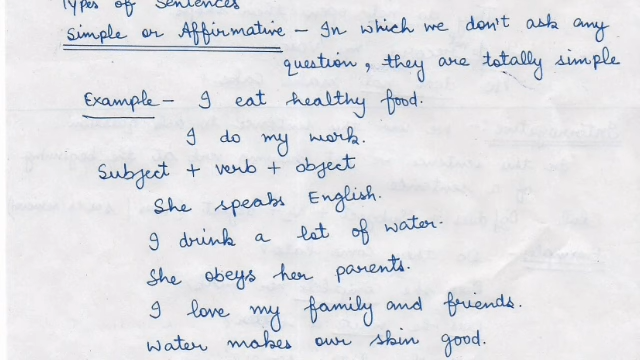 Types of Sentences
Simple or Affirmative – In which we don't ask any
question, they are totally simple
Example – I eat healthy food.
I do my work.
Subject + verb + object
She speaks English.
I drink a lot of water.
She obeys her parents.
I love my family and friends.
Water makes our skin good.